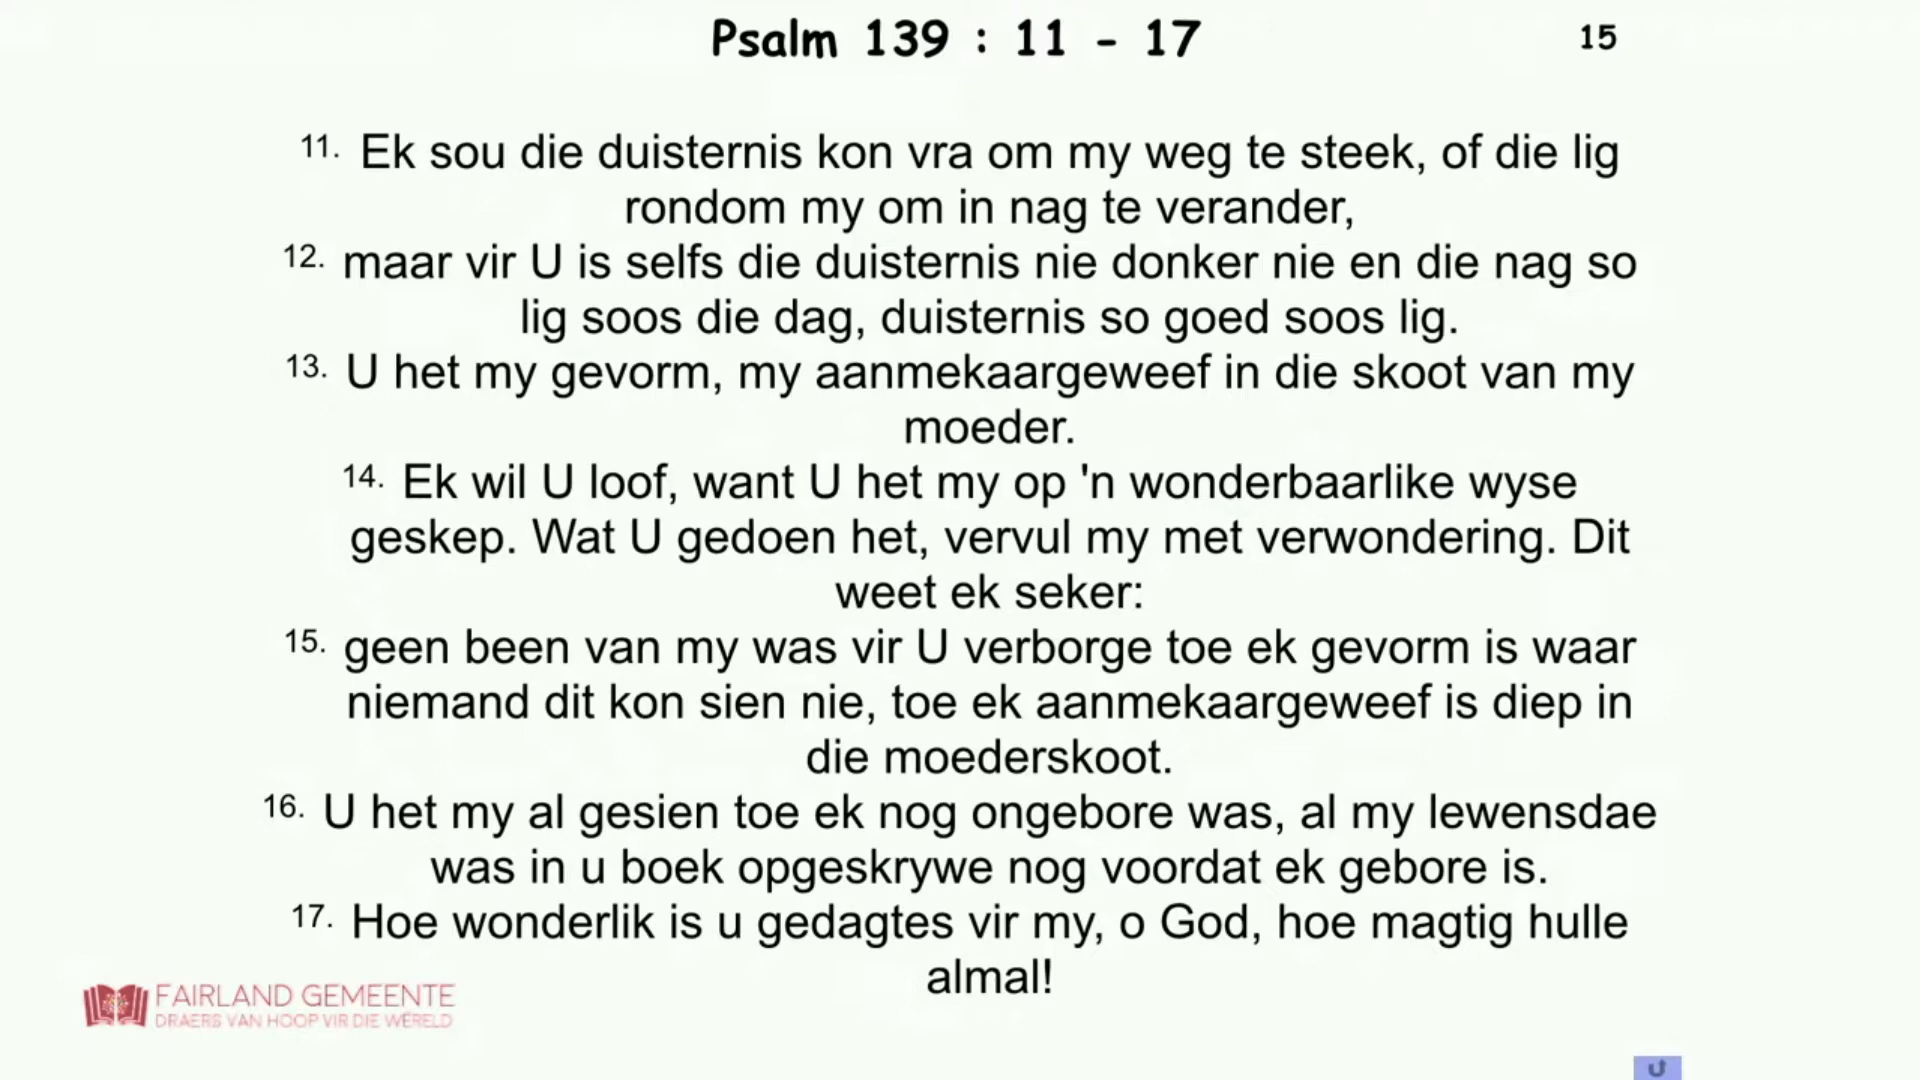 Psalm 139 : 11 - 17
15
11. Ek sou die duisternis kon vra om my weg te steek, of die lig
rondom my om in nag te verander,
12. maar vir U is selfs die duisternis nie donker nie en die nag so
lig soos die dag, duisternis so goed soos lig.
13. U het my gevorm, my aanmekaargeweef in die skoot van my
moeder.
14. Ek wil U loof, want U het my op 'n wonderbaarlike wyse
geskep. Wat U gedoen het, vervul my met verwondering. Dit
weet ek seker:
15. geen been van my was vir U verborge toe ek gevorm is waar
niemand dit kon sien nie, toe ek aanmekaargeweef is diep in
die moederskoot.
16. U het my al gesien toe ek nog ongebore was, al my lewensdae
was in u boek opgeskrywe nog voordat ek gebore is.
17. Hoe wonderlik is u gedagtes vir my, o God, hoe magtig hulle
almal!
FAIRLAND GEMEENTE
DRAERS VAN HOOP VIR DIE WÊRELD